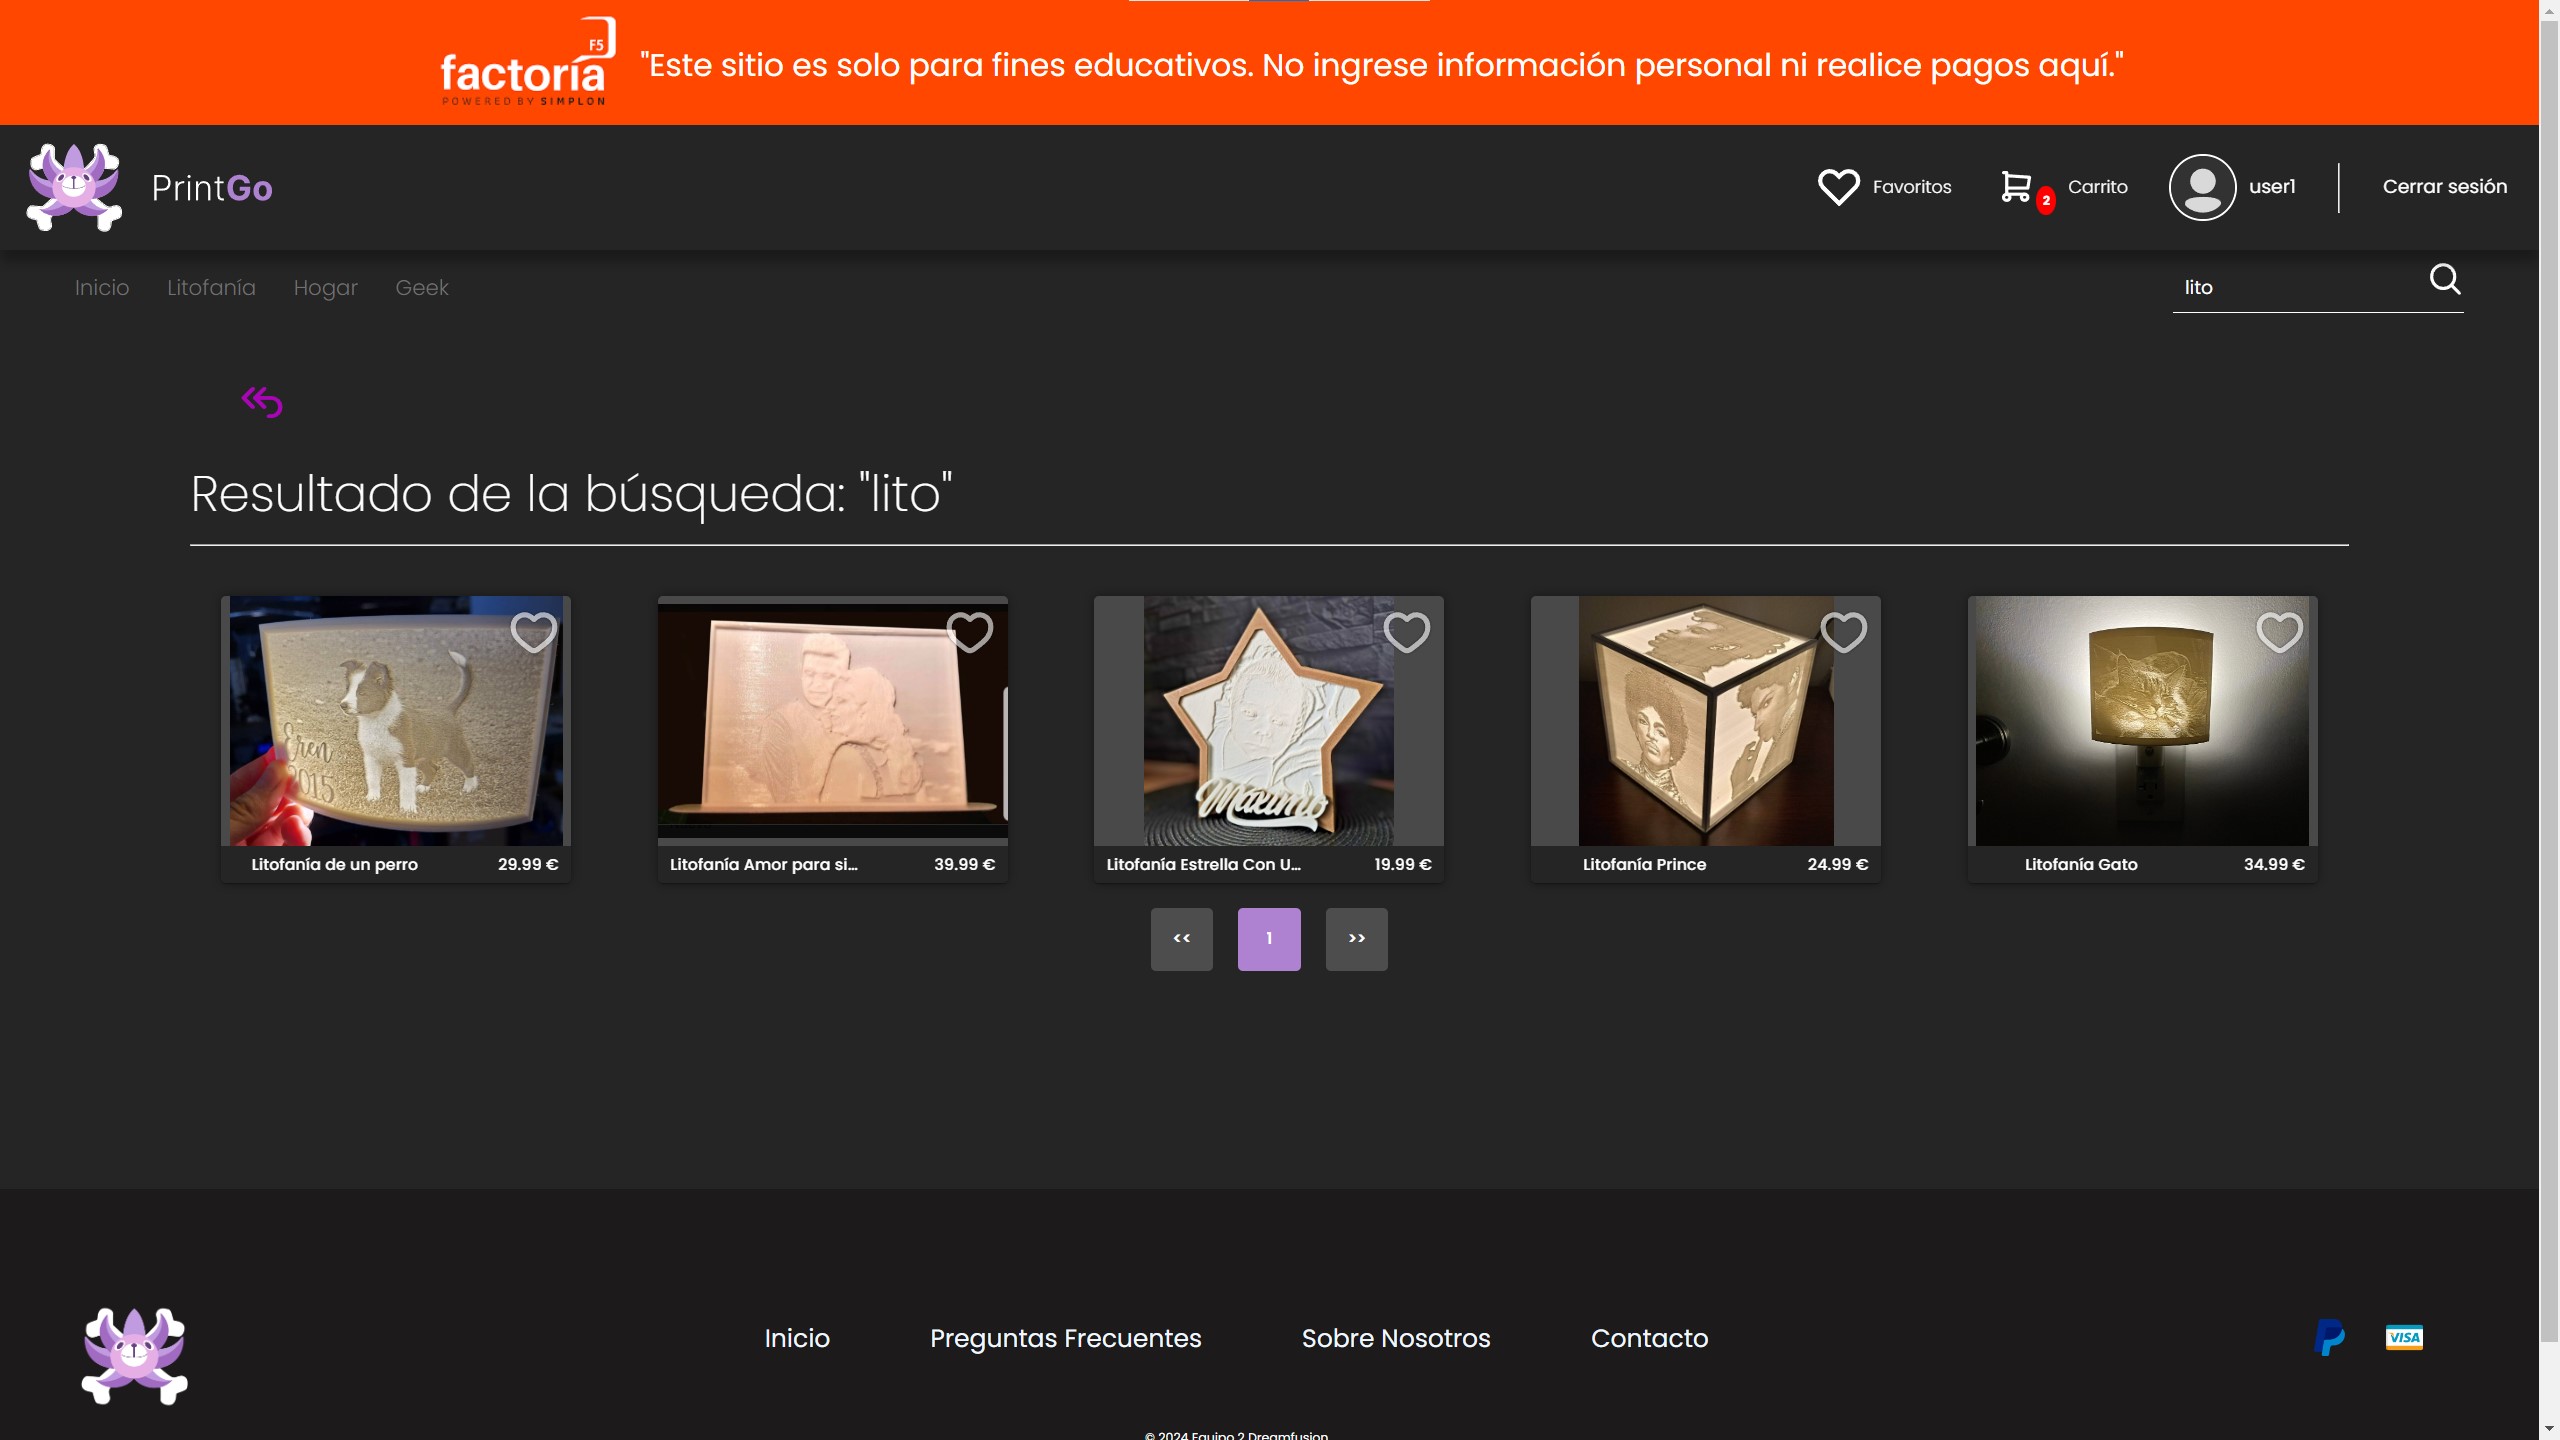 factoría F5
POWERED BY SIMPLON
"Este sitio es solo para fines educativos. No ingrese información personal ni realice pagos aquí."
PrintGo
Favoritos
2
Carrito
user1
Cerrar sesión
Inicio
Litofanía
Hogar
Geek
lito
Resultado de la búsqueda: "lito"
Eren
2015
Maximo
Litofanía de un perro
29.99 €
Litofanía Amor para si...
39.99 €
Litofanía Estrella Con U...
19.99 €
Litofanía Prince
24.99 €
Litofanía Gato
34.99 €
<<
1
>>
Inicio
Preguntas Frecuentes
Sobre Nosotros
Contacto
VISA
© 2024 Equipo 2 Dreamfusion